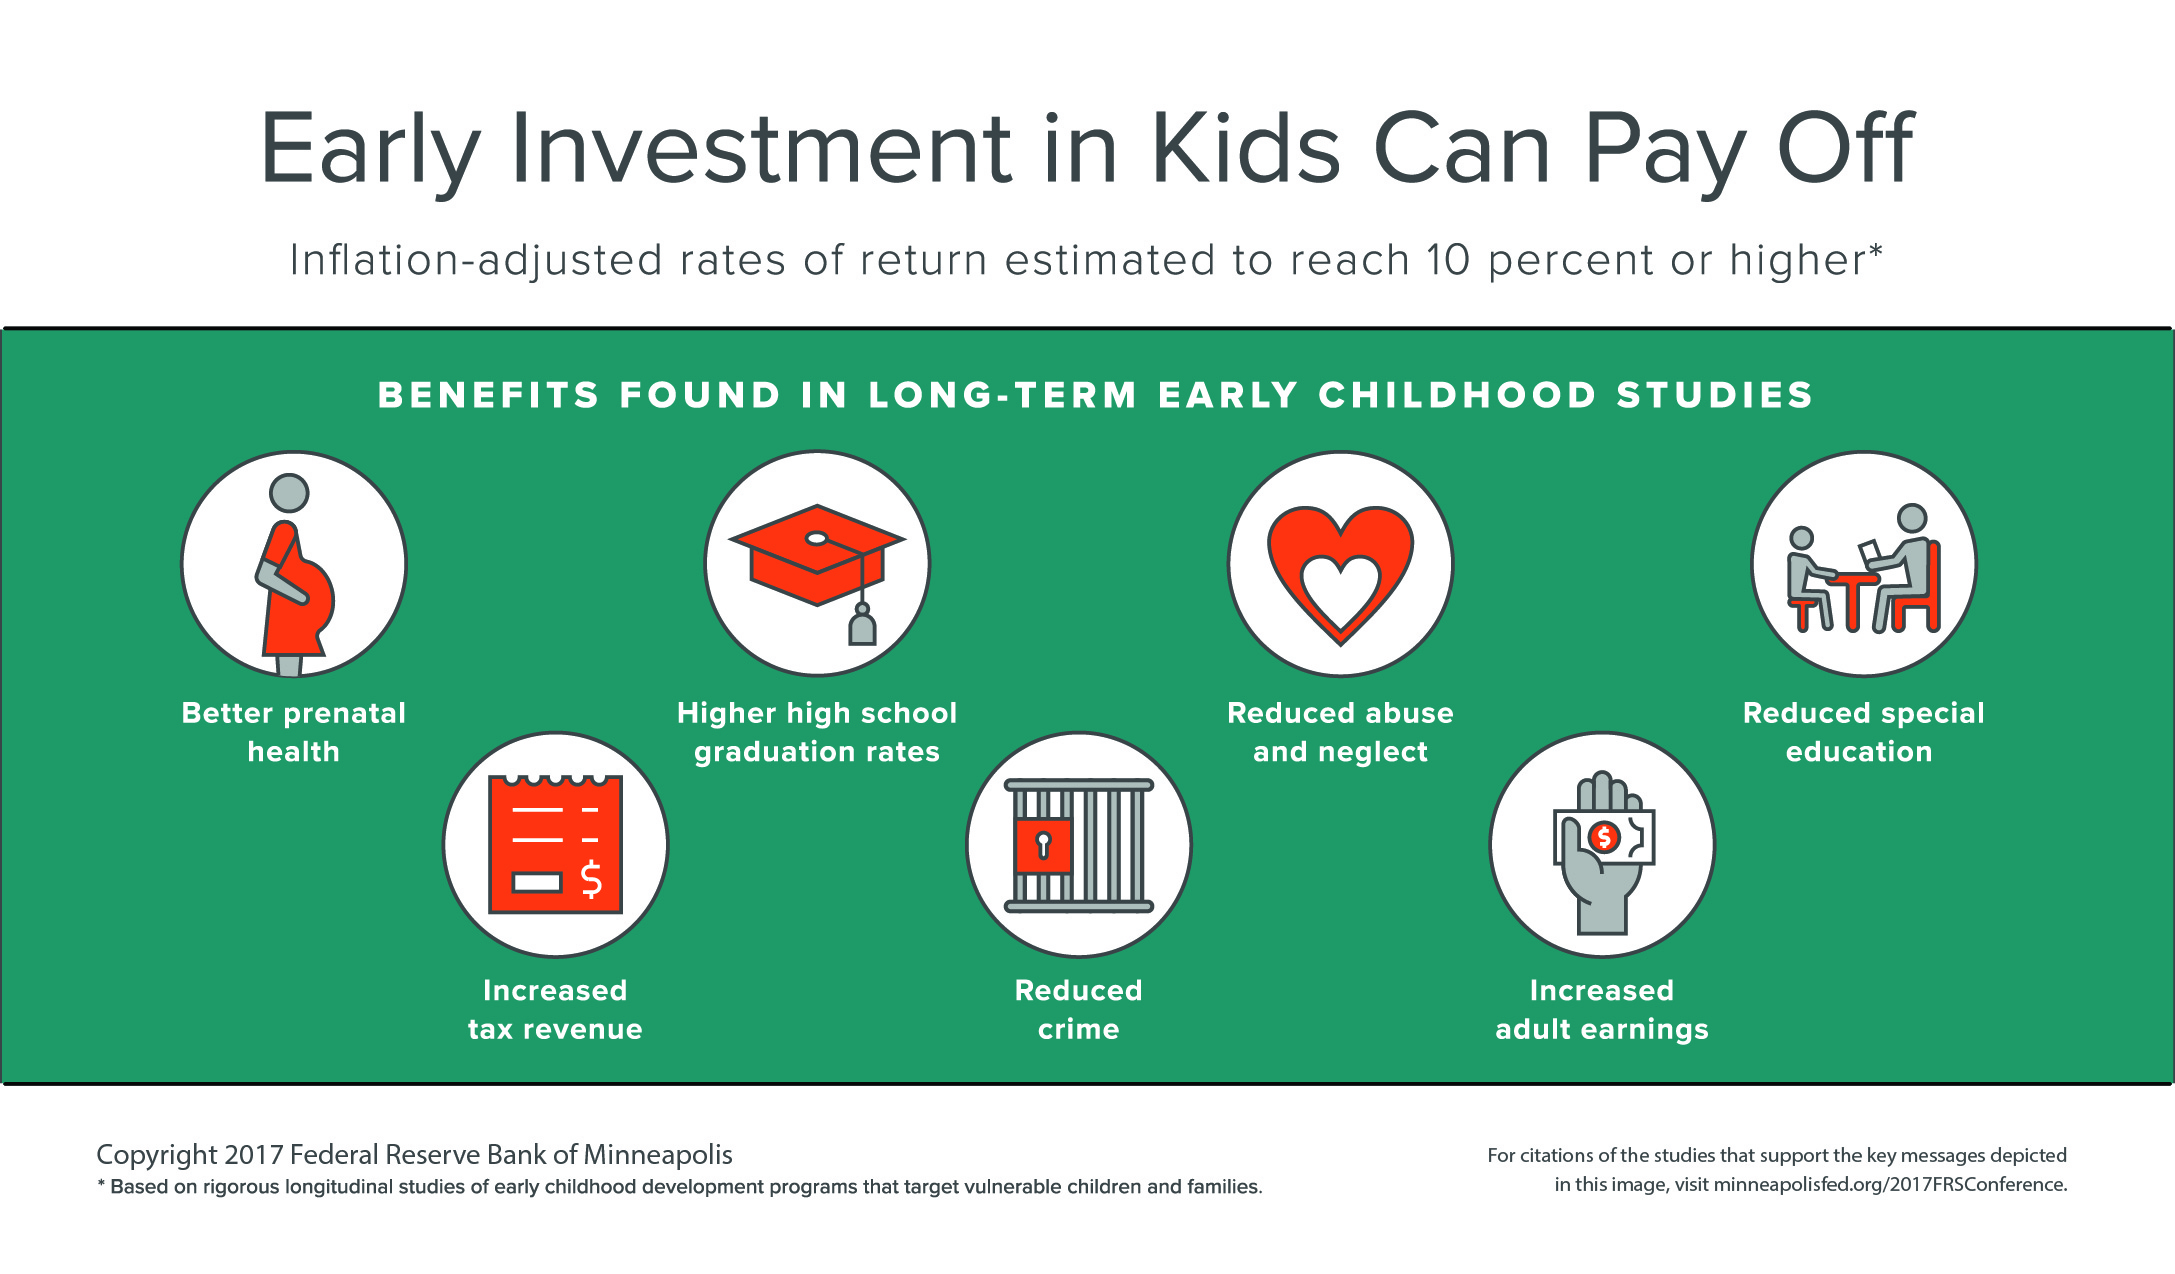 Early Investment in Kids Can Pay Off
Inflation-adjusted rates of return estimated to reach 10 percent or higher*
BENEFITS FOUND IN LONG-TERM EARLY CHILDHOOD STUDIES
Better prenatal
health
Higher high school
graduation rates
Reduced abuse
and neglect
Reduced special
education
$
Increased
tax revenue
Reduced
crime
$
Increased
adult earnings
Copyright 2017 Federal Reserve Bank of Minneapolis
* Based on rigorous longitudinal studies of early childhood development programs that target vulnerable children and families.
For citations of the studies that support the key messages depicted
in this image, visit minneapolisfed.org/2017FRSConference.